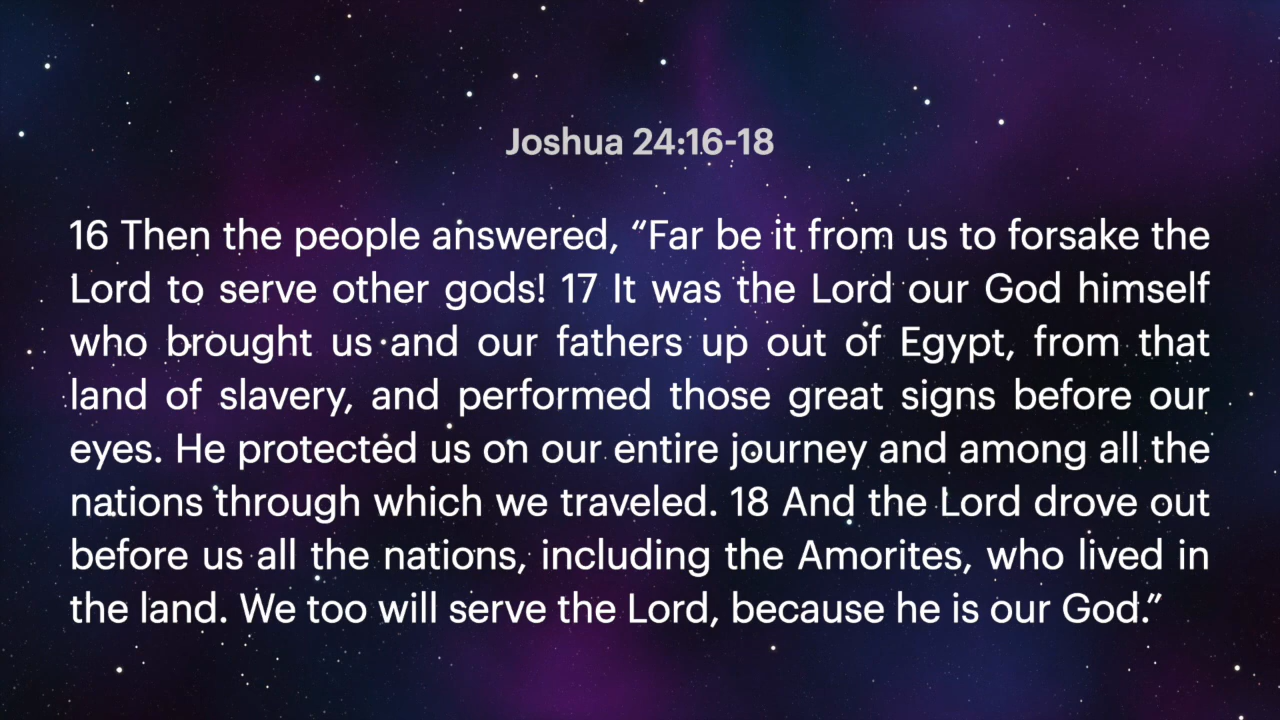 Joshua 24:16-18
16 Then the people answered, “Far be it from us to forsake the
Lord to serve other gods! 17 It was the Lord our God himself
who brought us and our fathers up out of Egypt, from that
land of slavery, and performed those great signs before our
eyes. He protected us on our entire journey and among all the
nations through which we traveled. 18 And the Lord drove out
before us all the nations, including the Amorites, who lived in
the land. We too will serve the Lord, because he is our God.”